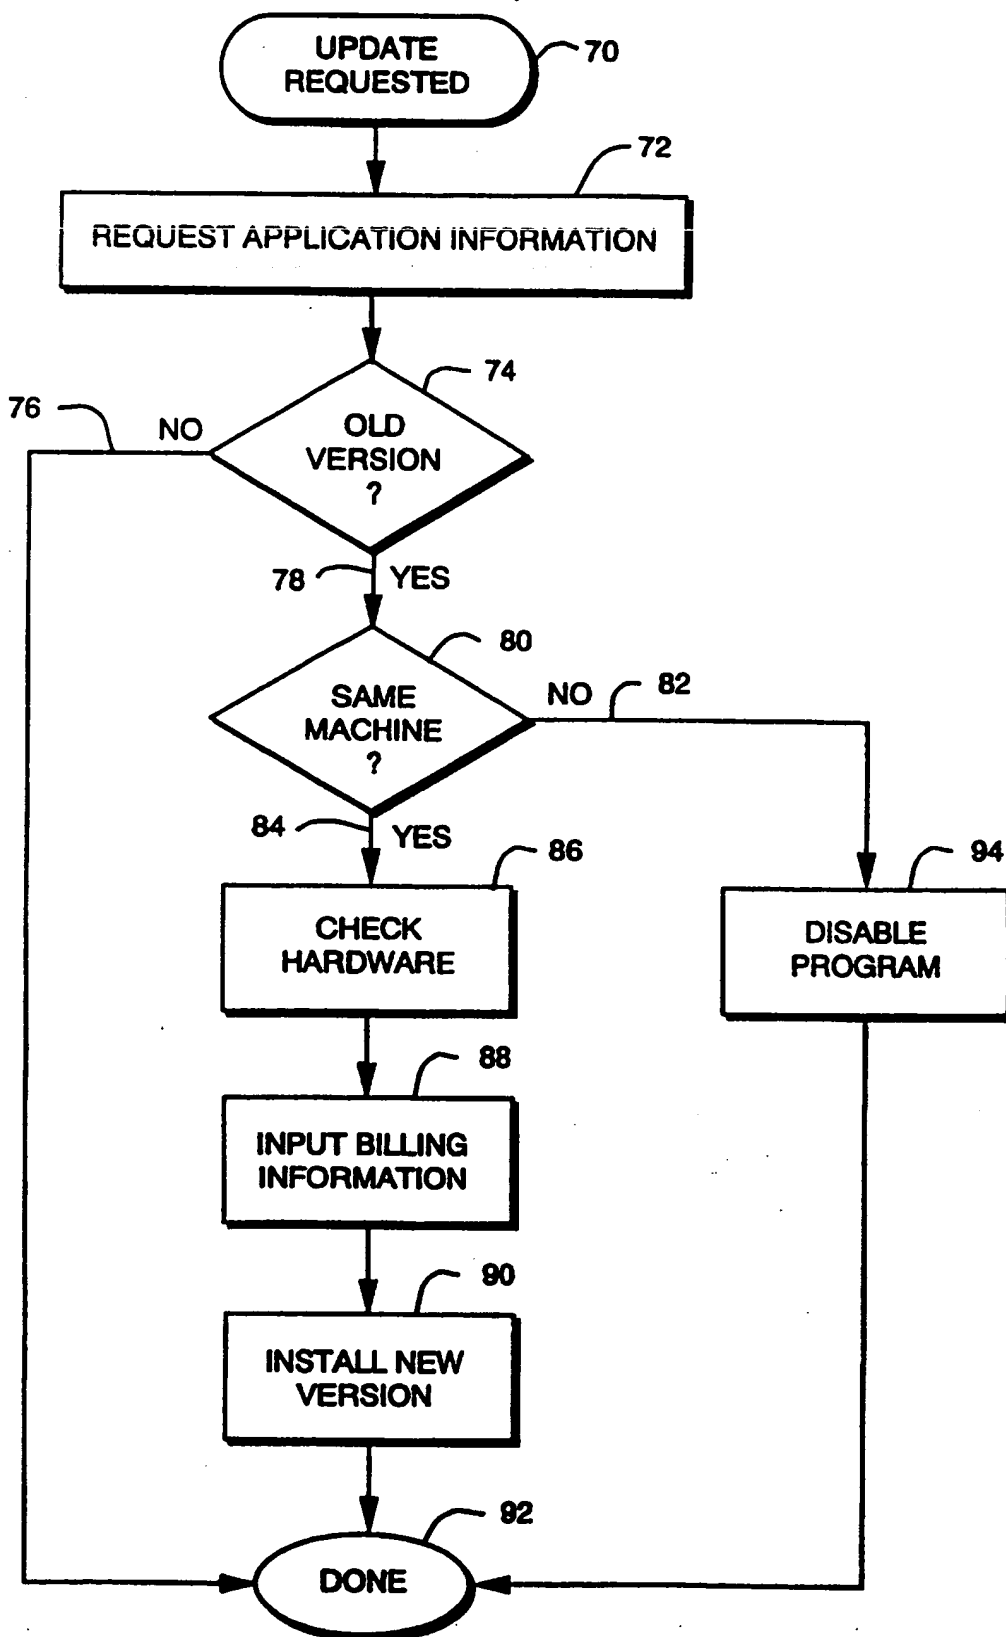 UPDATE
REQUESTED
70
72
REQUEST APPLICATION INFORMATION
74
76
NO
OLD
VERSION
?
78
YES
80
SAME
MACHINE
?
NO
82
84
YES
86
CHECK
HARDWARE
94
DISABLE
PROGRAM
88
INPUT BILLING
INFORMATION
90
INSTALL NEW
VERSION
92
DONE